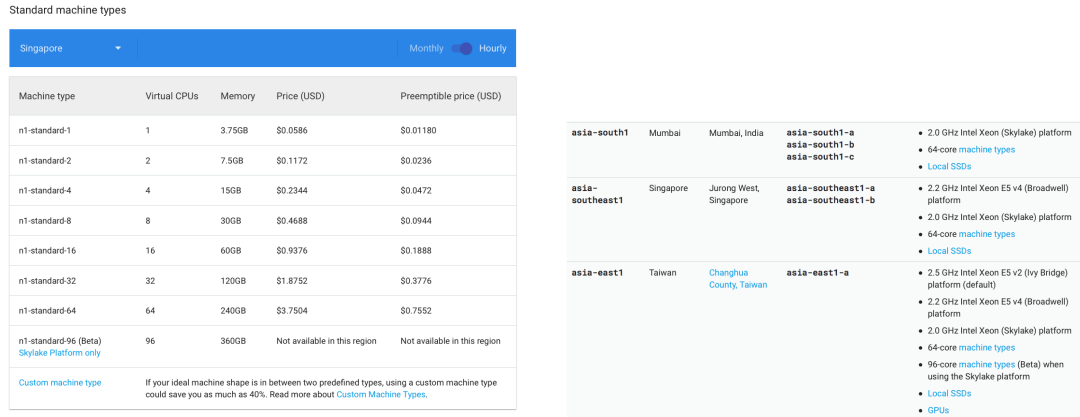 Standard machine types
Singapore
Monthly Hourly
Machine type Virtual CPUs Memory Price (USD) Preemptible price (USD)
n1-standard-1 1 3.75GB $0.0586 $0.01180
n1-standard-2 2 7.5GB $0.1172 $0.0236
n1-standard-4 4 15GB $0.2344 $0.0472
n1-standard-8 8 30GB $0.4688 $0.0944
n1-standard-16 16 60GB $0.9376 $0.1888
n1-standard-32 32 120GB $1.8752 $0.3776
n1-standard-64 64 240GB $3.7504 $0.7552
n1-standard-96 (Beta) 96 360GB Not available in this region Not available in this region
Skylake Platform only
Custom machine type If your ideal machine shape is in between two predefined types, using a custom machine type
could save you as much as 40%. Read more about Custom Machine Types.
asia-south1 Mumbai Mumbai, India asia-south1-a • 2.0 GHz Intel Xeon (Skylake) platform
asia-south1-b • 64-core machine types
asia-south1-c • Local SSDs
asia- Singapore Jurong West, asia-southeast1-a • 2.2 GHz Intel Xeon E5 v4 (Broadwell)
southeast1 Singapore asia-southeast1-b platform
• 2.0 GHz Intel Xeon (Skylake) platform
• 64-core machine types
• Local SSDs
asia-east1 Taiwan Changhua asia-east1-a • 2.5 GHz Intel Xeon E5 v2 (Ivy Bridge)
County, Taiwan platform (default)
• 2.2 GHz Intel Xeon E5 v4 (Broadwell)
platform
• 2.0 GHz Intel Xeon (Skylake) platform
• 64-core machine types
• 96-core machine types (Beta) when
using the Skylake platform
• Local SSDs
• GPUs